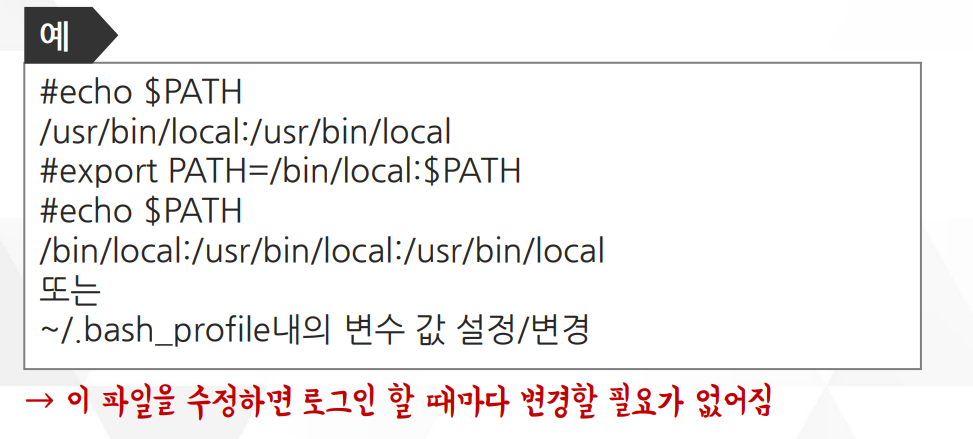 예
#echo $PATH
/usr/bin/local:/usr/bin/local
#export PATH=/bin/local:$PATH
#echo $PATH
/bin/local:/usr/bin/local:/usr/bin/local
또는
~/.bash_profile내의 변수 값 설정/변경
→ 이 파일을 수정하면 로그인 할 때마다 변경할 필요가 없어짐